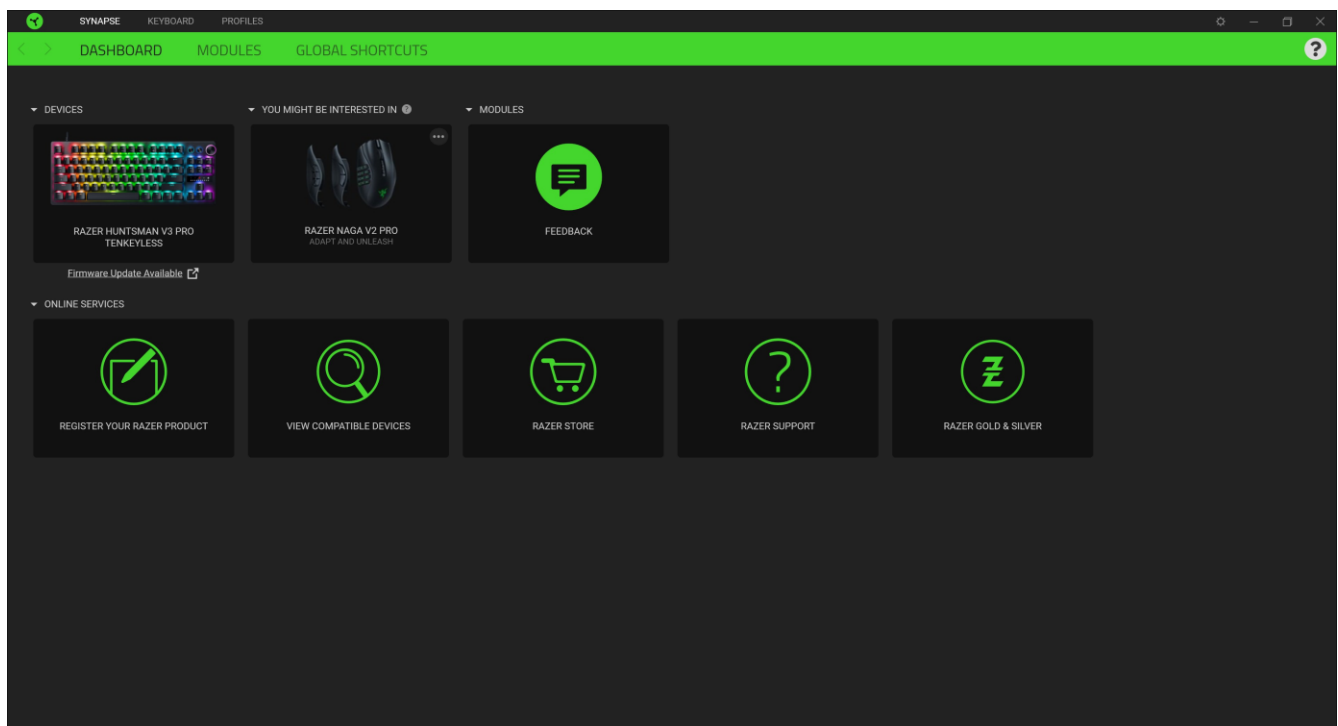 SYNAPSE KEYBOARD PROFILES
DASHBOARD MODULES GLOBAL SHORTCUTS
?
DEVICES
YOU MIGHT BE INTERESTED IN ?
MODULES
RAZER HUNTSMAN V3 PRO
TENKEYLESS
Firmware Update Available
RAZER NAGA V2 PRO
ADAPT AND UNLEASH
FEEDBACK
ONLINE SERVICES
REGISTER YOUR RAZER PRODUCT
VIEW COMPATIBLE DEVICES
RAZER STORE
?
RAZER SUPPORT
RAZER GOLD & SILVER